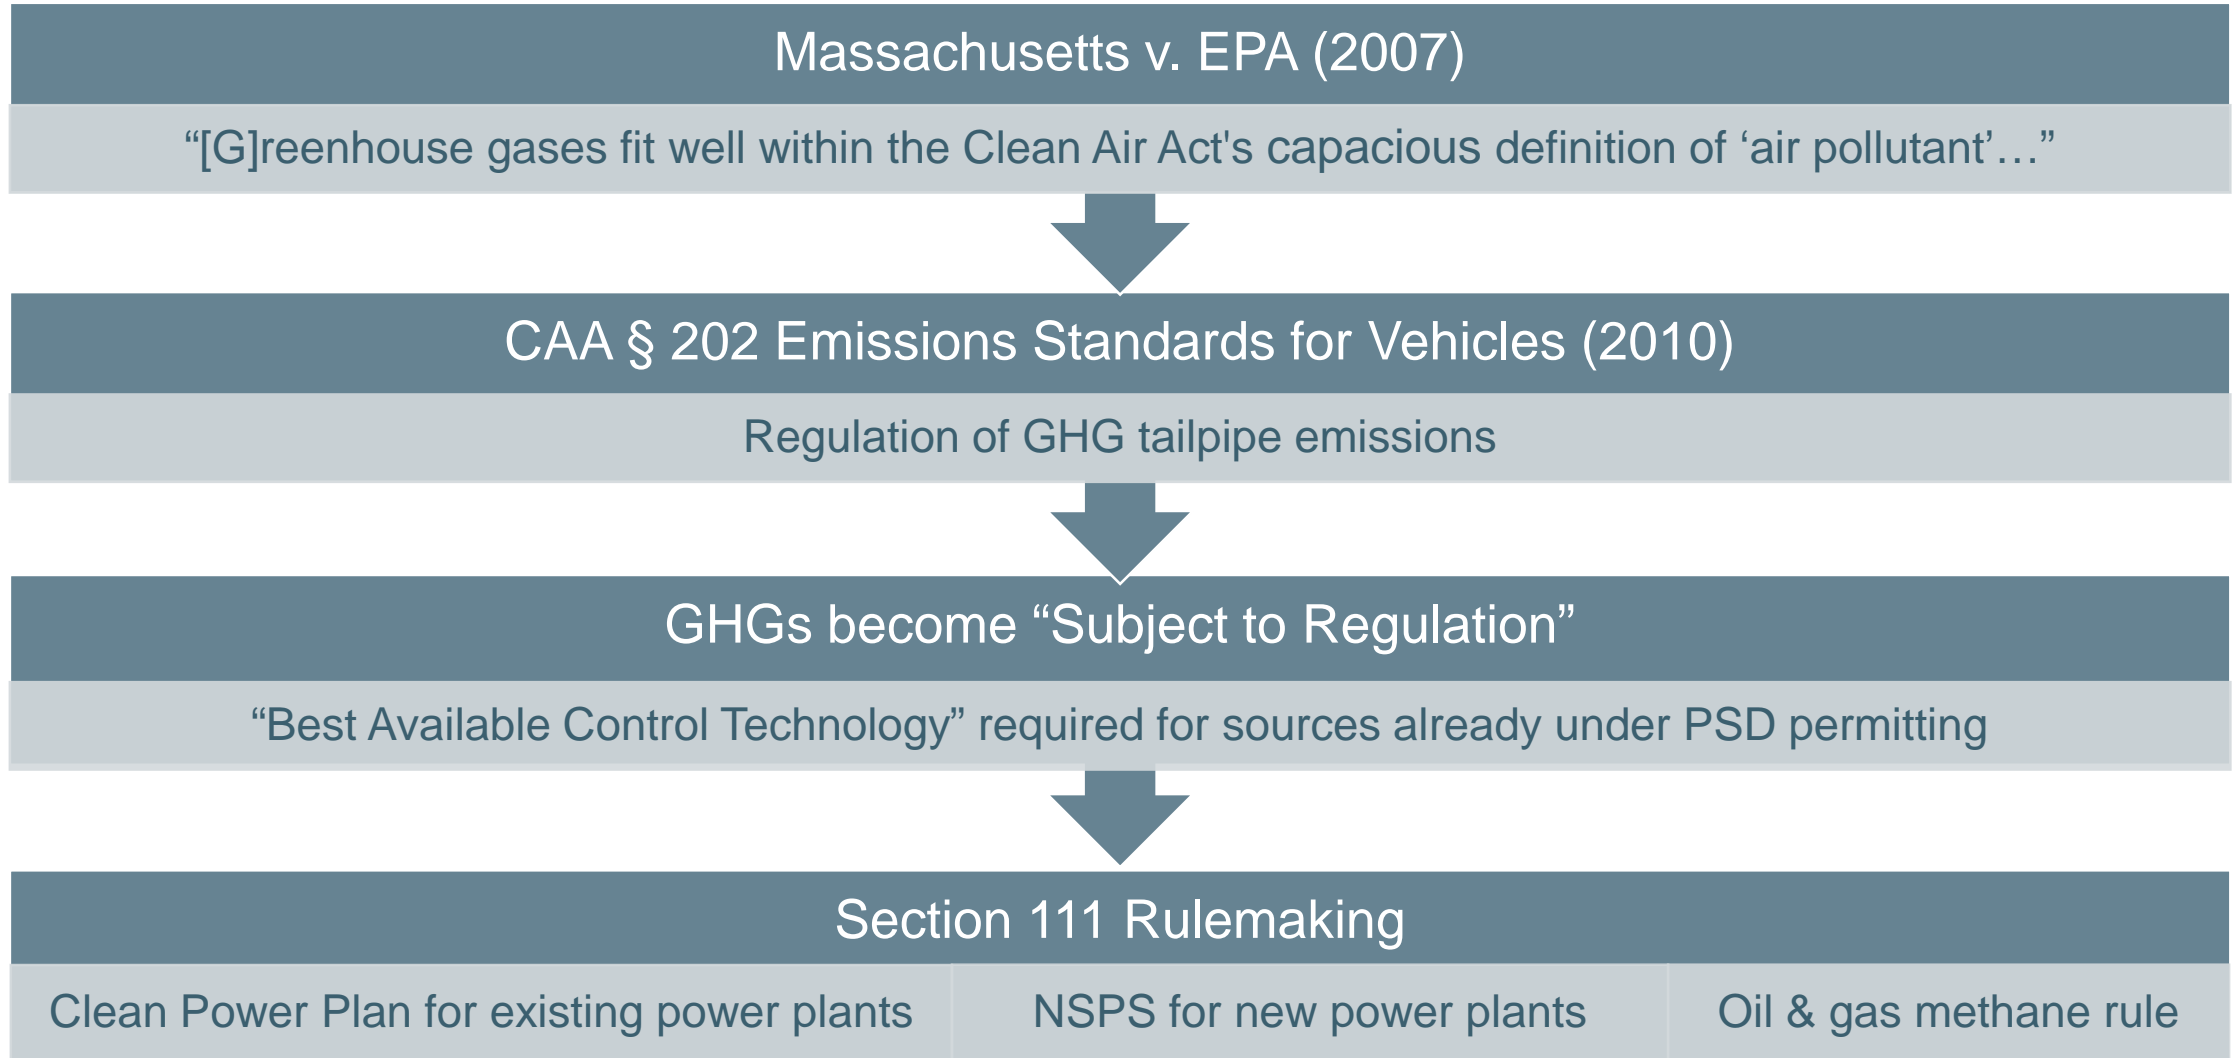 Massachusetts v. EPA (2007)
“[G]reenhouse gases fit well within the Clean Air Act's capacious definition of ‘air pollutant’…”
CAA § 202 Emissions Standards for Vehicles (2010)
Regulation of GHG tailpipe emissions
GHGs become “Subject to Regulation”
“Best Available Control Technology” required for sources already under PSD permitting
Section 111 Rulemaking
Clean Power Plan for existing power plants
NSPS for new power plants
Oil & gas methane rule